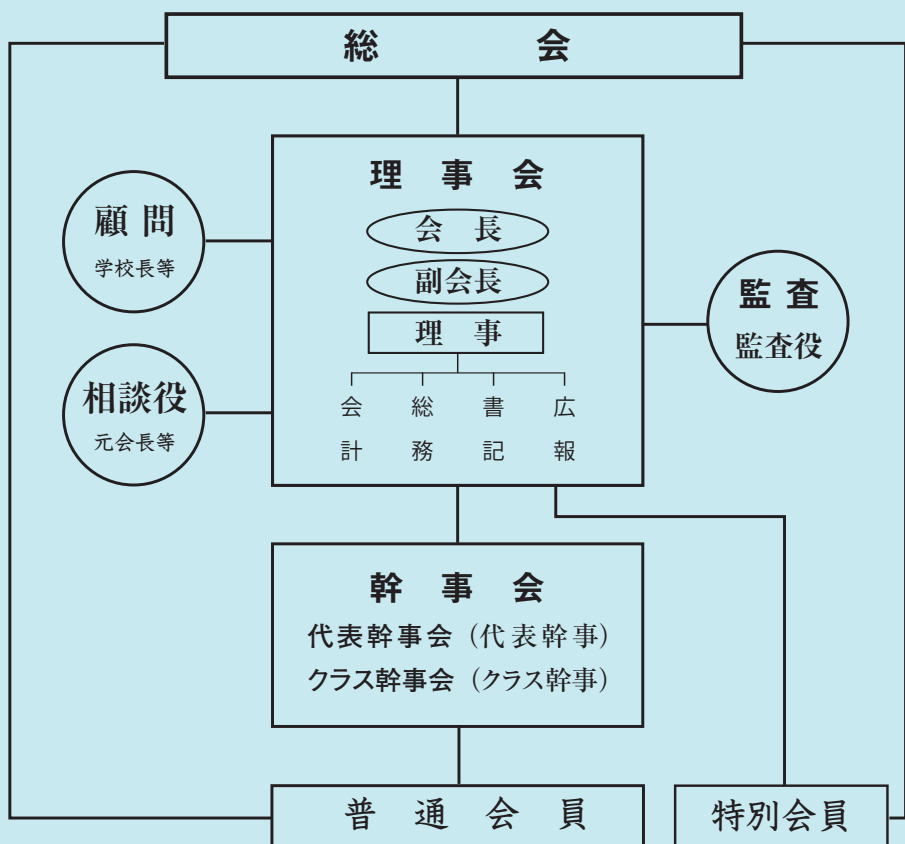 総会
理事会
会長
副会長
理事
会計
総務
書記
広報
顧問
学校長等
相談役
元会長等
監査
監査役
幹事会
代表幹事会（代表幹事）
クラス幹事会（クラス幹事）
普通会員
特別会員